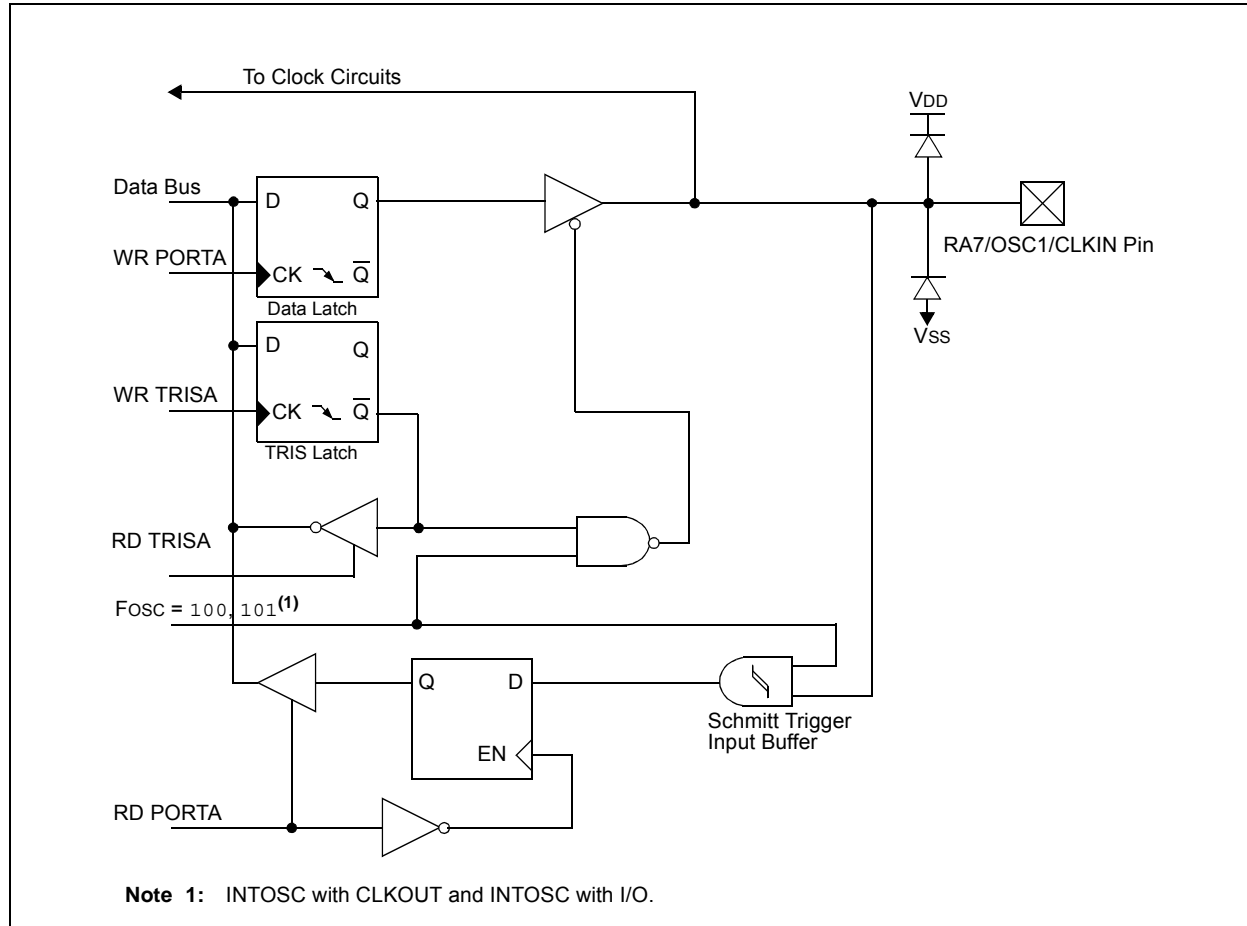 To Clock Circuits
VDD
Data Bus
D
Q
RA7/OSC1/CLKIN Pin
WR PORTA
CK
Q̅
Data Latch
VSS
D
Q
WR TRISA
CK
Q̅
TRIS Latch
RD TRISA
FOSC = 100, 101(1)
Q
D
Schmitt Trigger
Input Buffer
EN
RD PORTA
Note 1: INTOSC with CLKOUT and INTOSC with I/O.